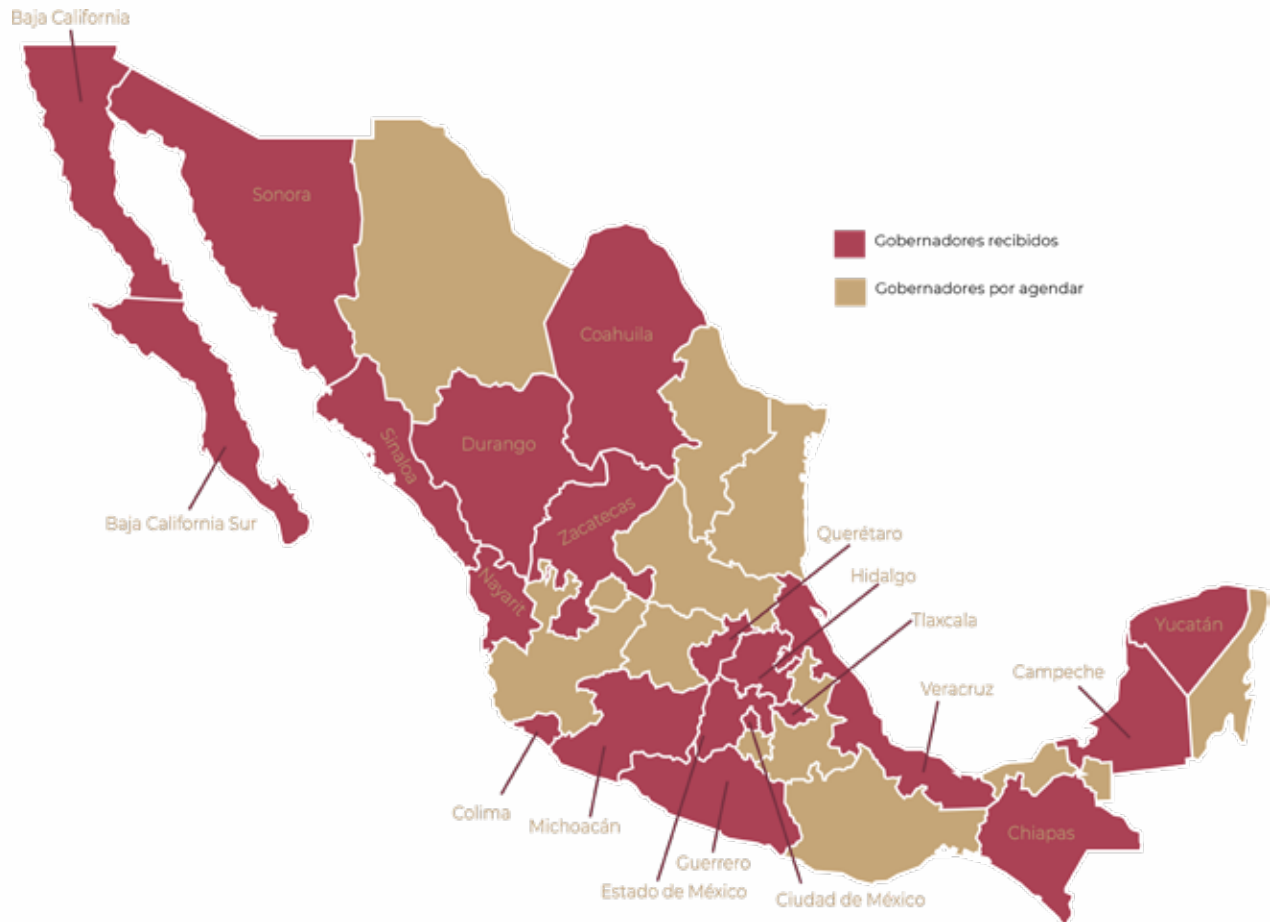 Baja California
Sonora
Gobernadores recibidos
Gobernadores por agendar
Coahuila
Sinaloa
Durango
Baja California Sur
Zacatecas
Querétaro
Hidalgo
Nayarit
Tlaxcala
Yucatán
Campeche
Veracruz
Colima
Michoacán
Chiapas
Guerrero
Estado de México
Ciudad de México